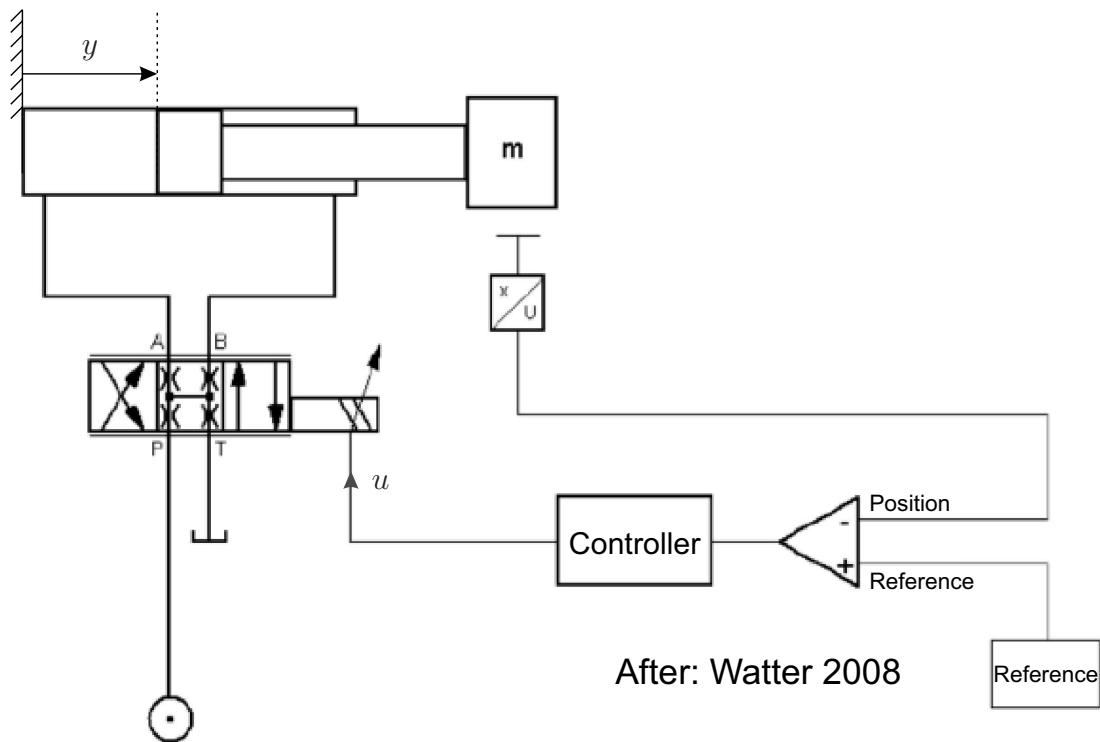 y
m
x
U
A B
P T
u
Controller
Position
-
+
Reference
After: Watter 2008
Reference